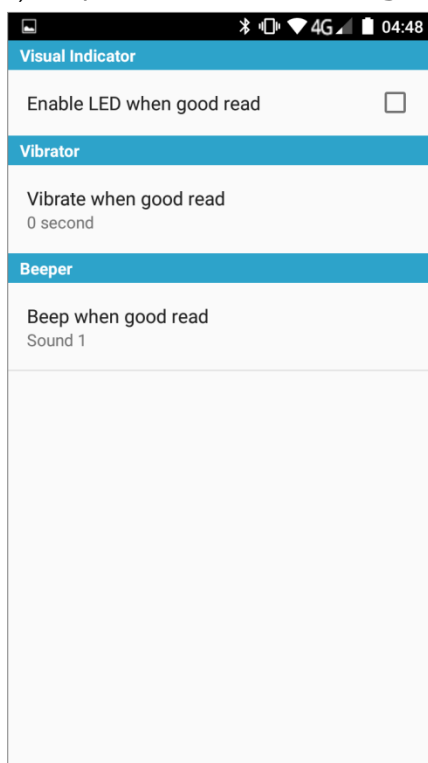 4G 04:48
Visual Indicator
Enable LED when good read
Vibrator
Vibrate when good read
0 second
Beeper
Beep when good read
Sound 1